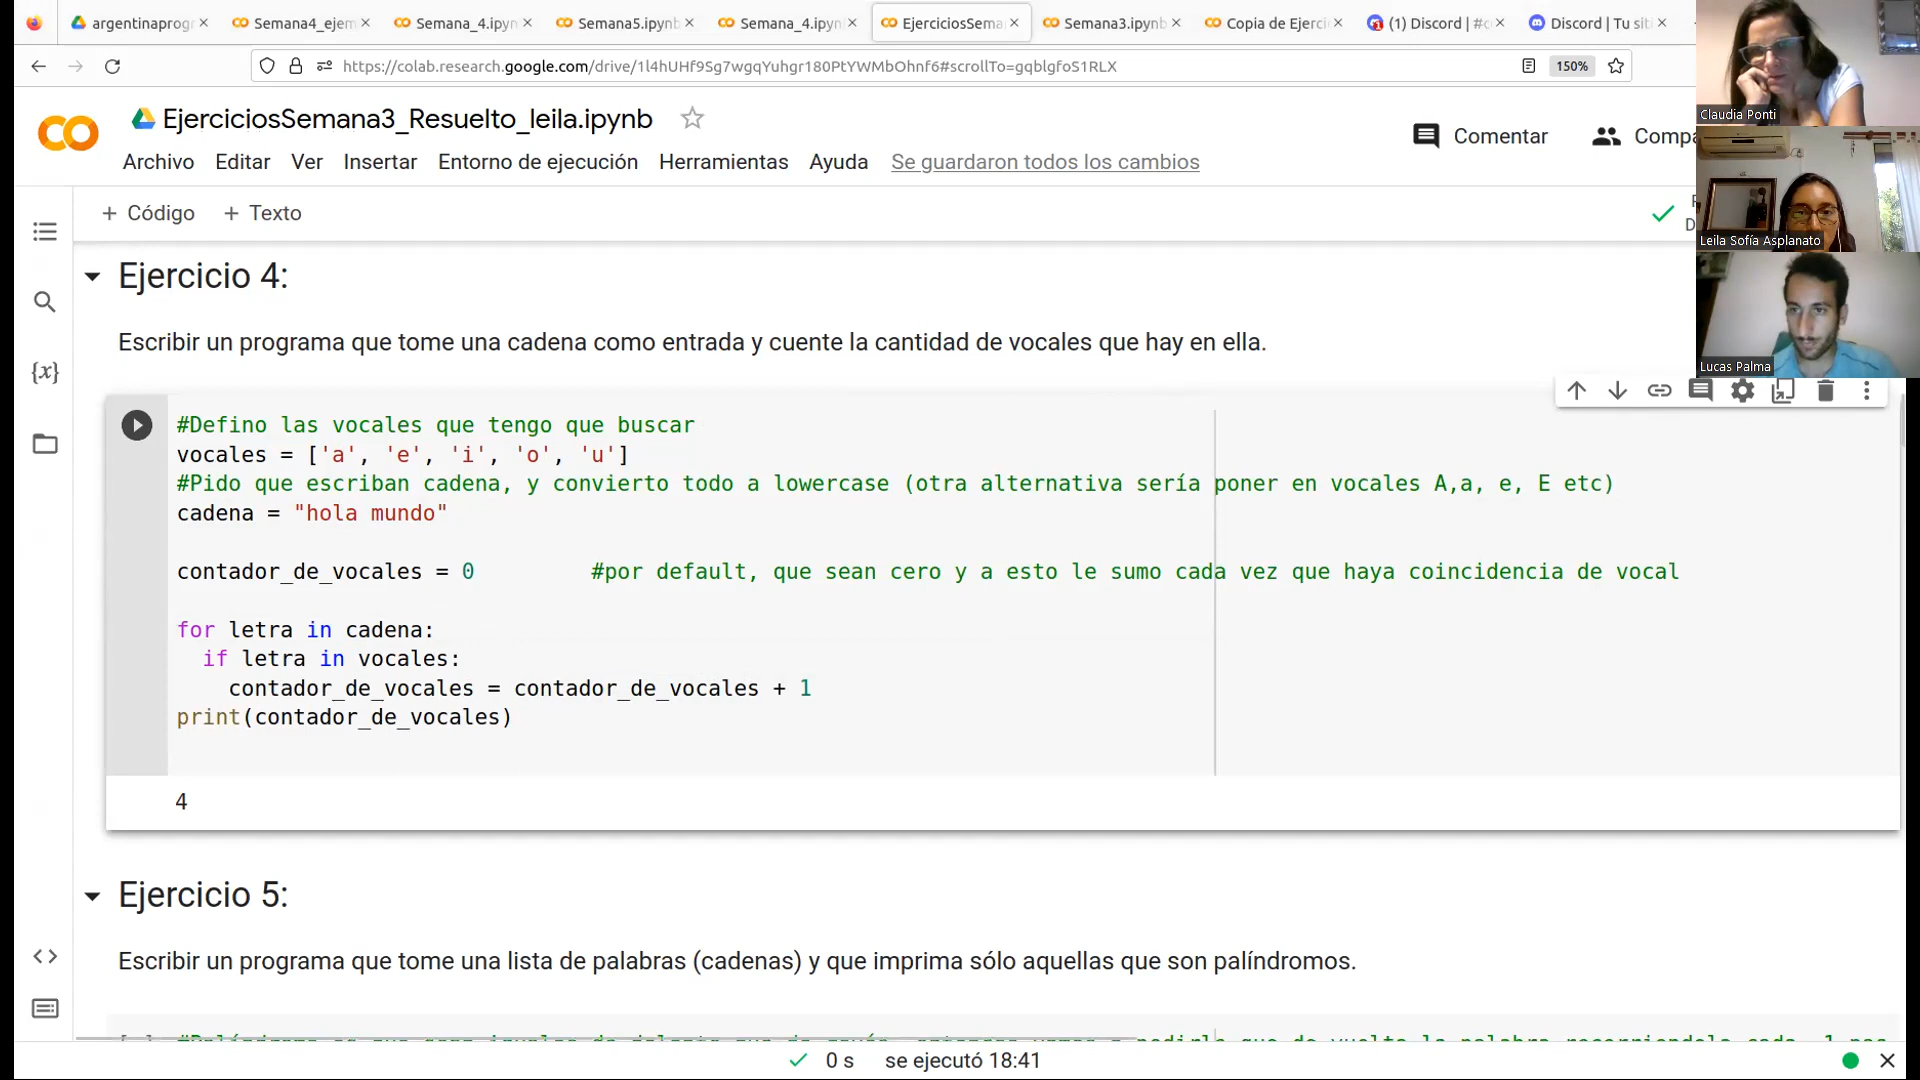 argentinaprogr
Semana4_ejem
Semana_4.ipyn
Semana5.ipynb
Semana_4.ipyn
EjerciciosSema
Semana3.ipynb
Copia de Ejerci
(1) Discord | #c
Discord | Tu sit
https://colab.research.google.com/drive/1l4hUHf9Sg7wgqYuhgr180PtYWMbOhnf6#scrollTo=gqblgfoS1RLX
150%
EjerciciosSemana3_Resuelto_leila.ipynb
Comentar
Compa
Archivo Editar Ver Insertar Entorno de ejecución Herramientas Ayuda Se guardaron todos los cambios
+ Código + Texto
Claudia Ponti
Leila Sofía Asplanato
Lucas Palma
Ejercicio 4:
Escribir un programa que tome una cadena como entrada y cuente la cantidad de vocales que hay en ella.
#Defino las vocales que tengo que buscar
vocales = ['a', 'e', 'i', 'o', 'u']
#Pido que escriban cadena, y convierto todo a lowercase (otra alternativa sería poner en vocales A,a, e, E etc)
cadena = "hola mundo"
contador_de_vocales = 0 #por default, que sean cero y a esto le sumo cada vez que haya coincidencia de vocal
for letra in cadena:
if letra in vocales:
contador_de_vocales = contador_de_vocales + 1
print(contador_de_vocales)
4
Ejercicio 5:
Escribir un programa que tome una lista de palabras (cadenas) y que imprima sólo aquellas que son palíndromos.
0 s se ejecutó 18:41